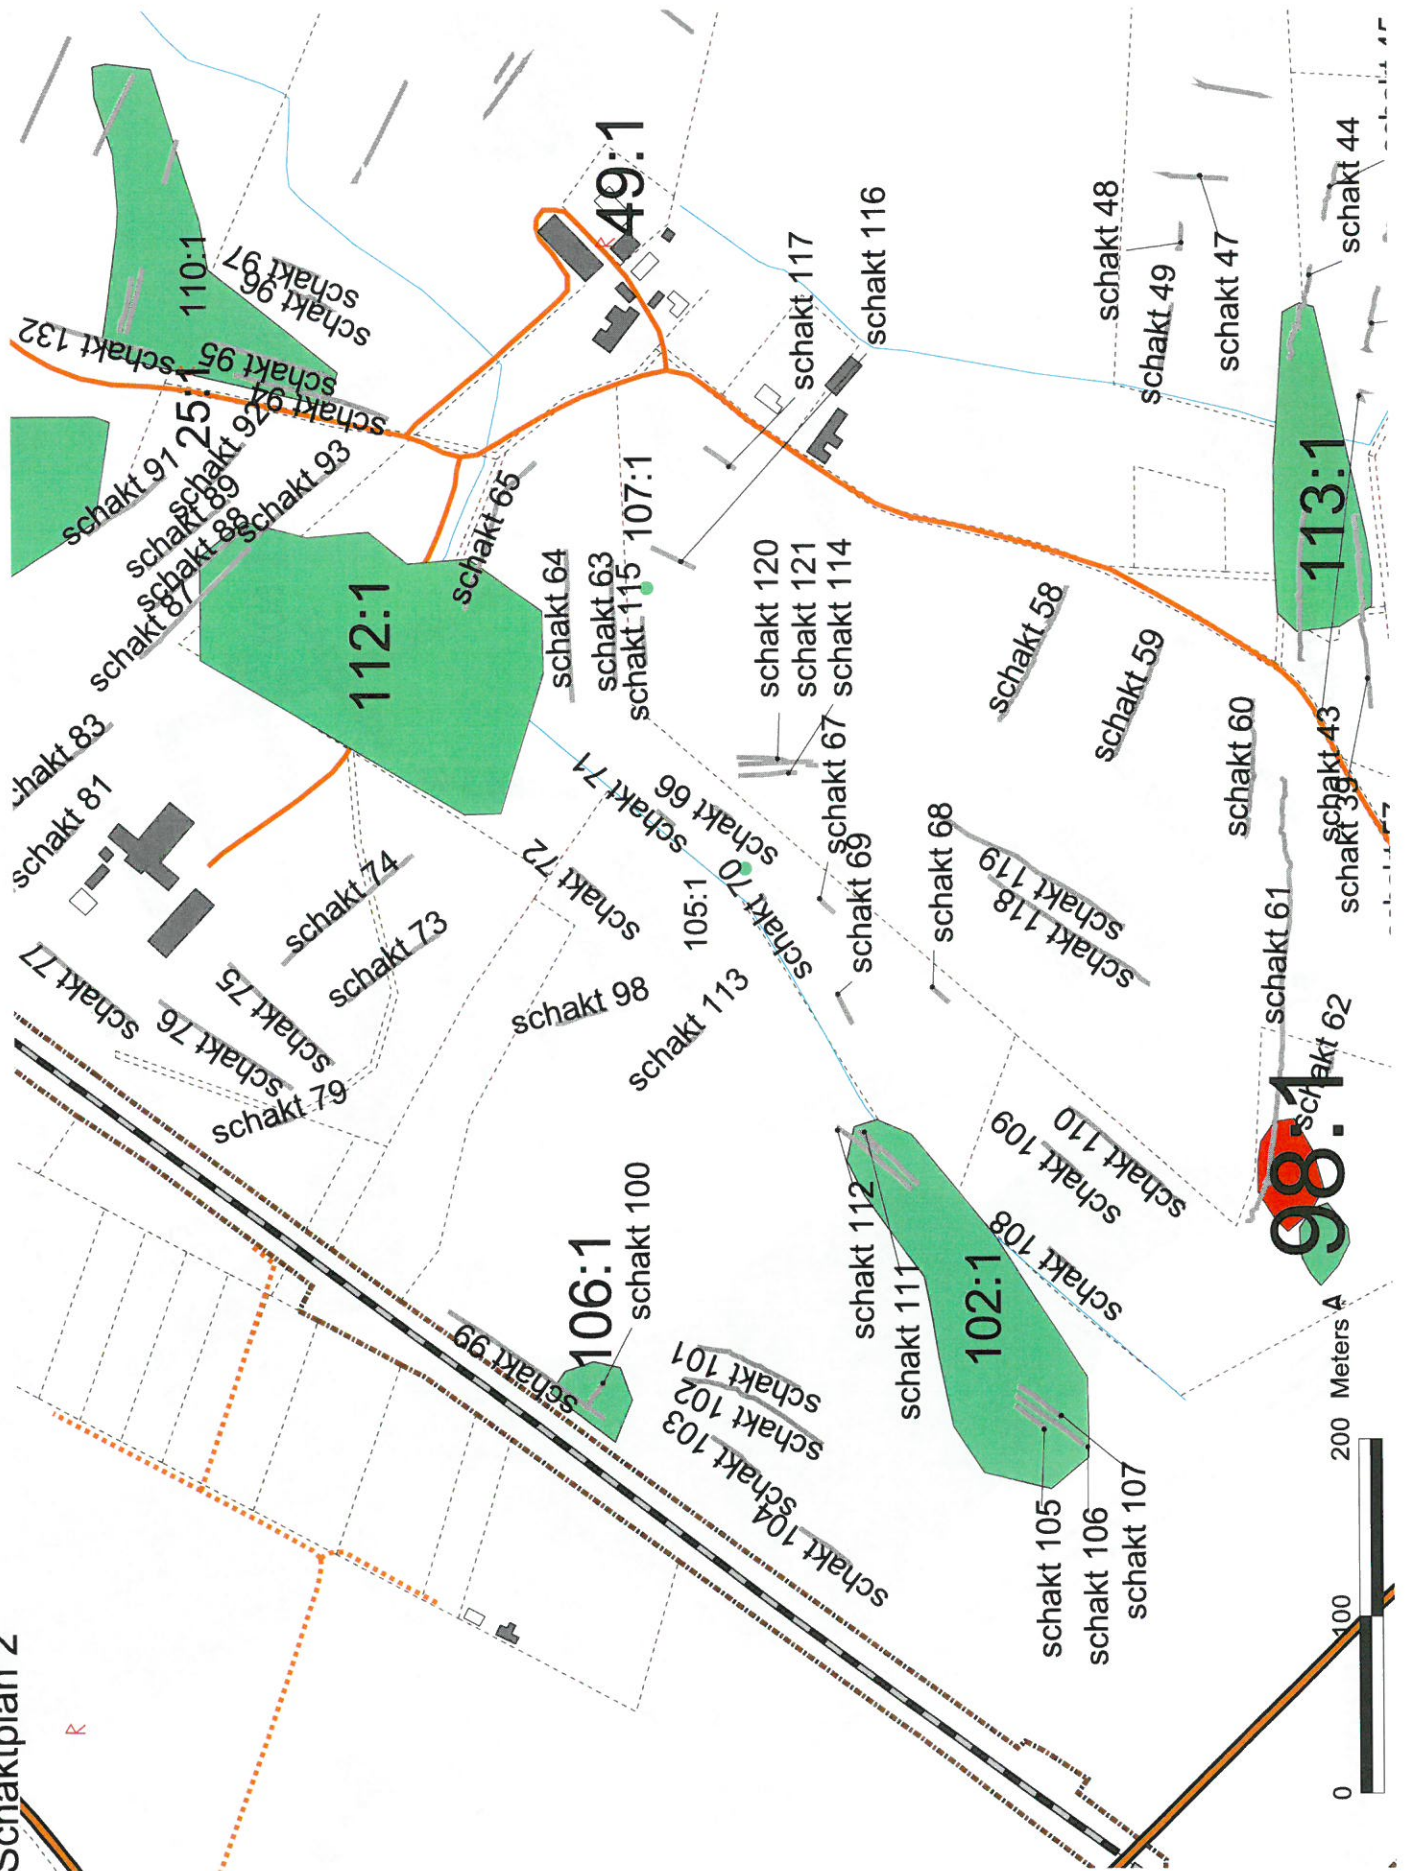 Schaktplan 2
R
schakt 77
schakt 76
schakt 75
schakt 79
schakt 81
schakt 83
schakt 74
schakt 73
schakt 87
schakt 88
schakt 89
schakt 91
schakt 92
schakt 93
25:1
schakt 132
schakt 94
schakt 95
110:1
schakt 96
schakt 97
112:1
49:1
R
schakt 65
schakt 64
schakt 63
schakt 115
107:1
schakt 117
schakt 116
schakt 71
schakt 66
schakt 72
schakt 98
105:1
schakt 70
schakt 113
schakt 120
schakt 121
schakt 114
schakt 67
schakt 69
schakt 68
schakt 99
106:1
schakt 100
schakt 101
schakt 102
schakt 103
schakt 104
schakt 112
schakt 111
102:1
schakt 105
schakt 106
schakt 107
schakt 108
schakt 109
schakt 110
schakt 118
schakt 119
schakt 58
schakt 59
schakt 60
schakt 61
schakt 62
98:1
schakt 48
schakt 49
schakt 47
schakt 44
113:1
schakt 43
schakt 39
0 100 200 Meters